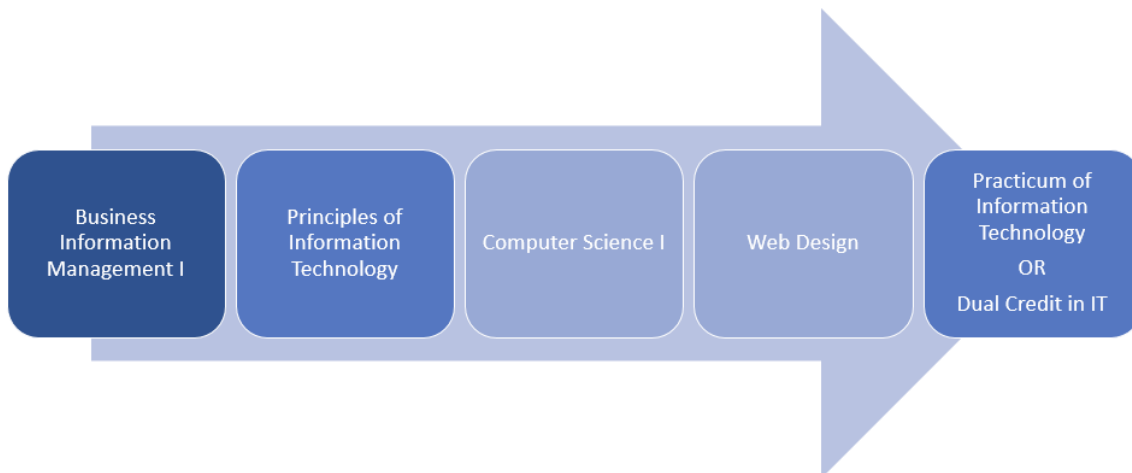 Business
Information
Management I
Principles of
Information
Technology
Computer Science I
Web Design
Practicum of
Information
Technology
OR
Dual Credit in IT